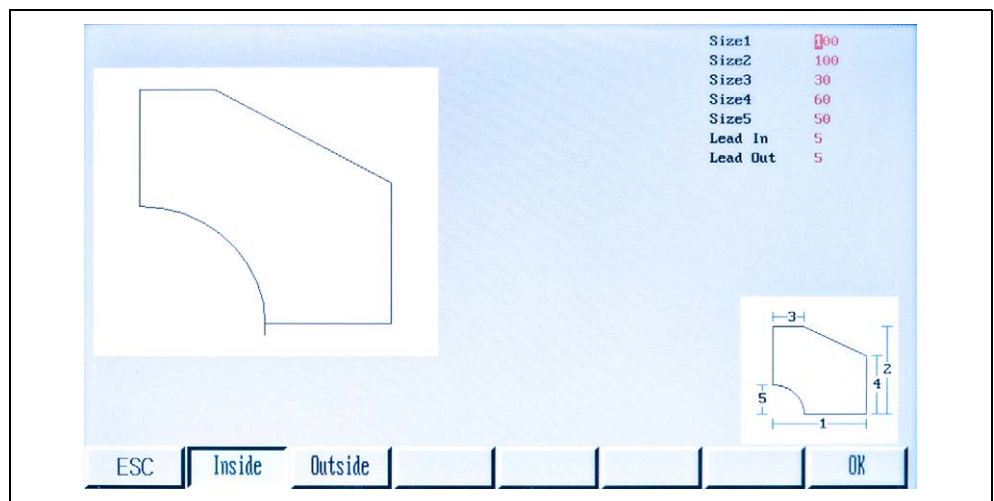 Size1 100
Size2 100
Size3 30
Size4 60
Size5 50
Lead In 5
Lead Out 5
3
2
4
5
1
ESC Inside Outside OK